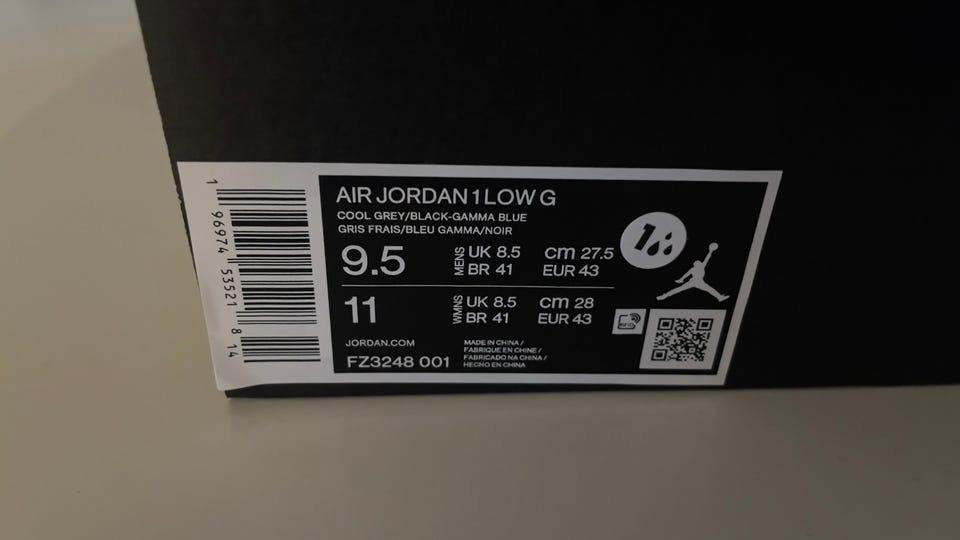 AIR JORDAN 1 LOW G
COOL GREY/BLACK-GAMMA BLUE
GRIS FRAIS/BLEU GAMMA/NOIR
9.5 MENS UK 8.5 cm 27.5
BR 41 EUR 43
11 WMNS UK 8.5 cm 28
BR 41 EUR 43
JORDAN.COM
FZ3248 001
MADE IN CHINA /
FABRIQUE EN CHINE /
FABRICADO NA CHINA /
HECHO EN CHINA
1 96974 53521 8 14
1